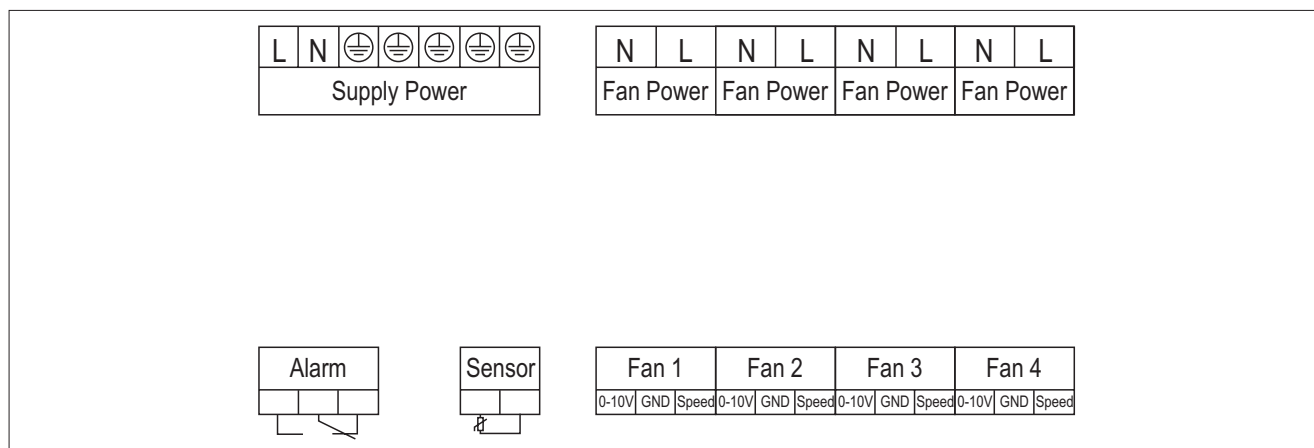 L N N L N L N L N L
Supply Power Fan Power Fan Power Fan Power Fan Power
Alarm Sensor Fan 1 Fan 2 Fan 3 Fan 4
0-10V GND Speed 0-10V GND Speed 0-10V GND Speed 0-10V GND Speed